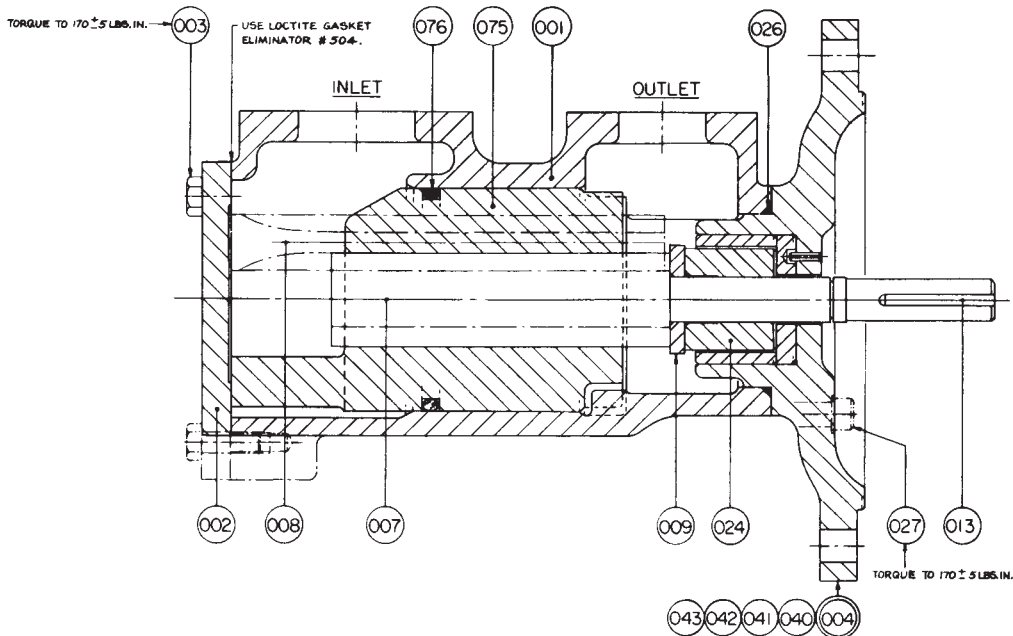 TORQUE TO 170 ± 5 LBS. IN.
003
USE LOCTITE GASKET
ELIMINATOR #504.
076
075
001
026
INLET
OUTLET
002
008
007
009
024
027
013
TORQUE TO 170 ± 5 LBS. IN.
043
042
041
040
004